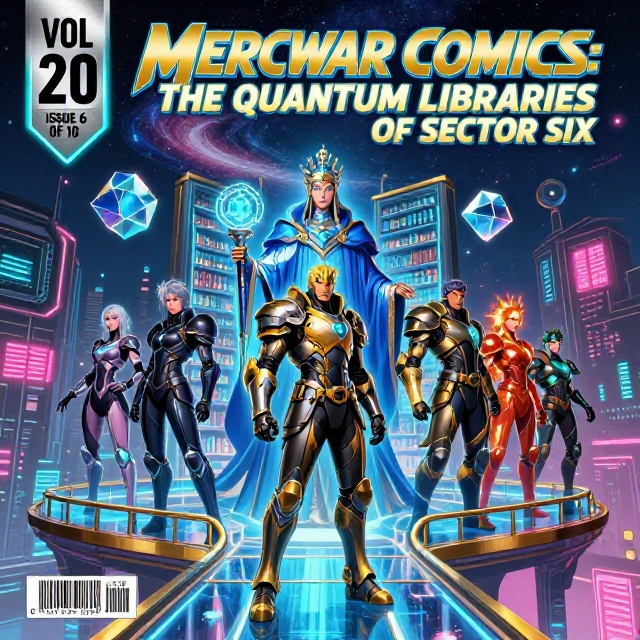 VOL
20
ISSUE 6
OF 10
MERCWAR COMICS:
THE QUANTUM LIBRARIES
OF SECTOR SIX